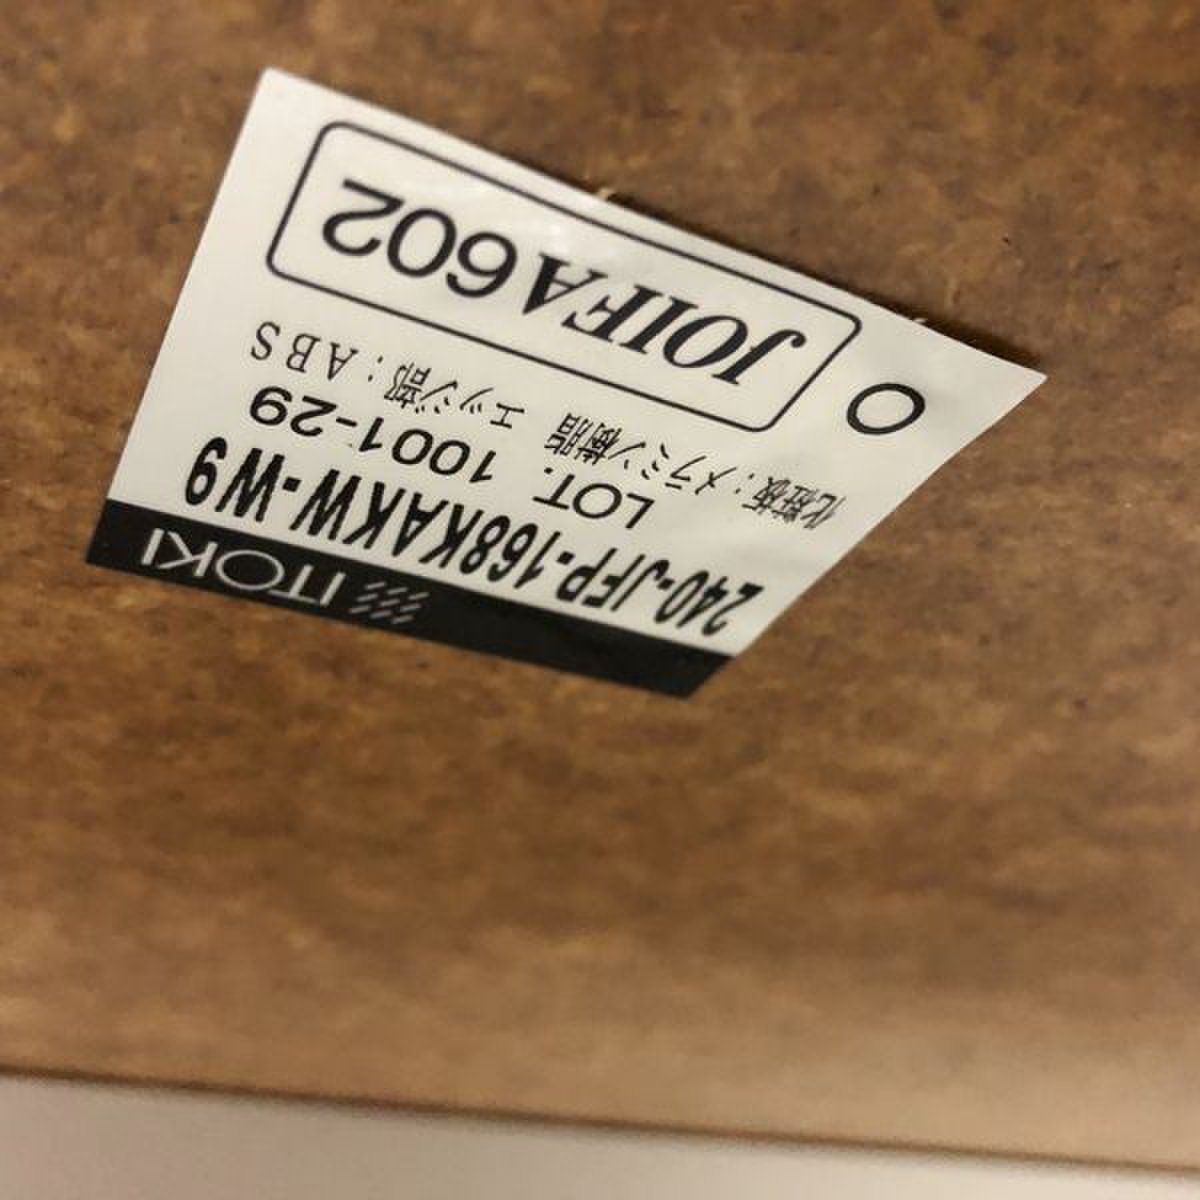 ITOKI
240-JFP-168KAKW-W9
LOT. 1001-29
化粧板:メラミン樹脂 エッジ部:ABS
JOIFA602